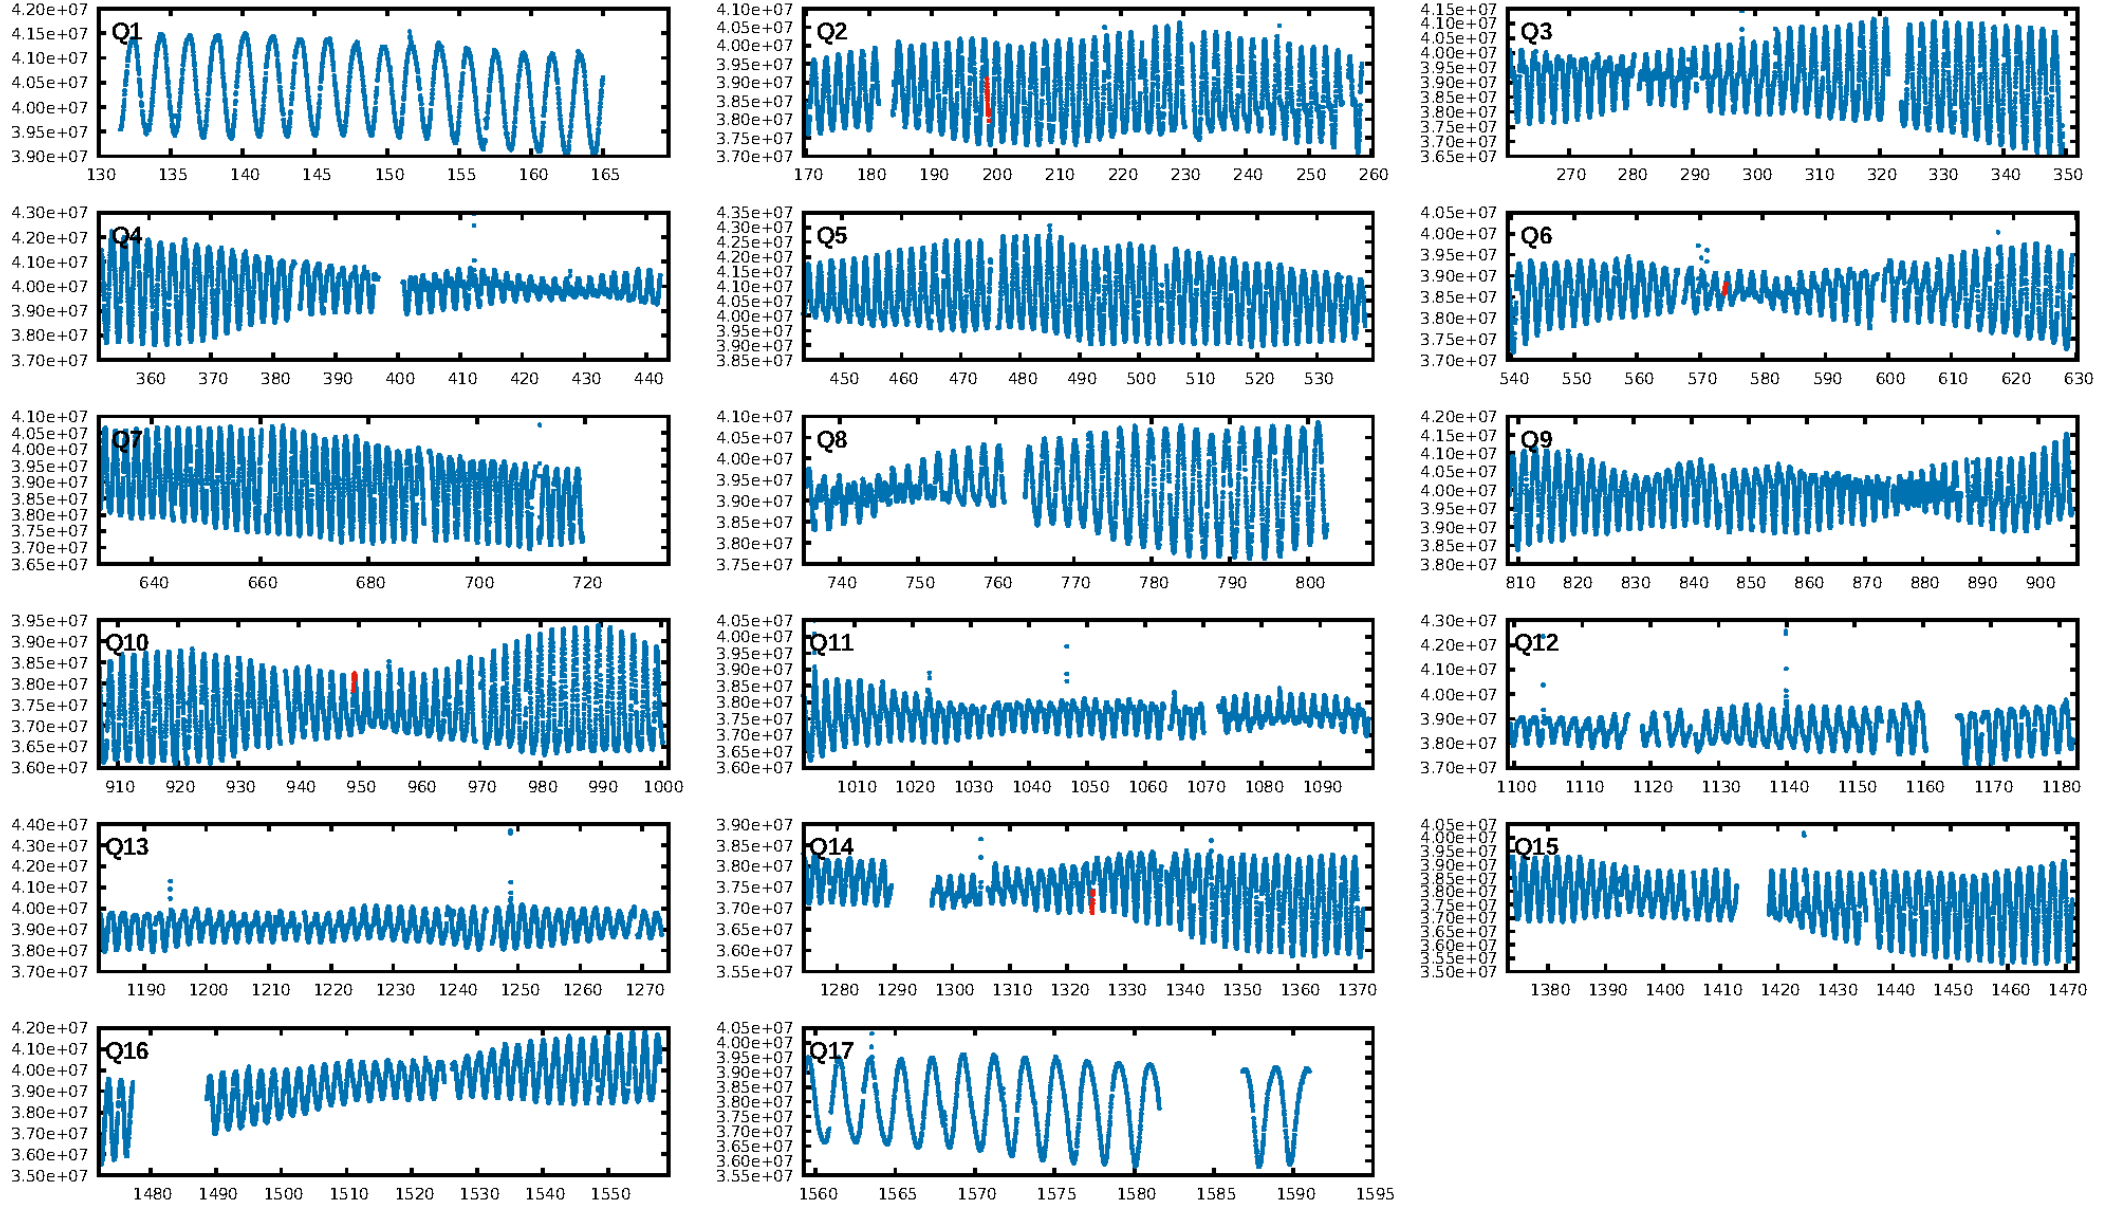 Q1
4.20e+07
4.15e+07
4.10e+07
4.05e+07
4.00e+07
3.95e+07
3.90e+07
130 135 140 145 150 155 160 165
Q2
4.10e+07
4.05e+07
4.00e+07
3.95e+07
3.90e+07
3.85e+07
3.80e+07
3.75e+07
3.70e+07
170 180 190 200 210 220 230 240 250 260
Q3
4.15e+07
4.10e+07
4.05e+07
4.00e+07
3.95e+07
3.90e+07
3.85e+07
3.80e+07
3.75e+07
3.70e+07
3.65e+07
270 280 290 300 310 320 330 340 350
Q4
4.30e+07
4.20e+07
4.10e+07
4.00e+07
3.90e+07
3.80e+07
3.70e+07
360 370 380 390 400 410 420 430 440
Q5
4.35e+07
4.30e+07
4.25e+07
4.20e+07
4.15e+07
4.10e+07
4.05e+07
4.00e+07
3.95e+07
3.90e+07
3.85e+07
450 460 470 480 490 500 510 520 530
Q6
4.05e+07
4.00e+07
3.95e+07
3.90e+07
3.85e+07
3.80e+07
3.75e+07
3.70e+07
540 550 560 570 580 590 600 610 620 630
Q7
4.10e+07
4.05e+07
4.00e+07
3.95e+07
3.90e+07
3.85e+07
3.80e+07
3.75e+07
3.70e+07
3.65e+07
640 660 680 700 720
Q8
4.10e+07
4.05e+07
4.00e+07
3.95e+07
3.90e+07
3.85e+07
3.80e+07
3.75e+07
740 750 760 770 780 790 800
Q9
4.20e+07
4.15e+07
4.10e+07
4.05e+07
4.00e+07
3.95e+07
3.90e+07
3.85e+07
3.80e+07
810 820 830 840 850 860 870 880 890 900
Q10
3.95e+07
3.90e+07
3.85e+07
3.80e+07
3.75e+07
3.70e+07
3.65e+07
3.60e+07
910 920 930 940 950 960 970 980 990 1000
Q11
4.05e+07
4.00e+07
3.95e+07
3.90e+07
3.85e+07
3.80e+07
3.75e+07
3.70e+07
3.65e+07
3.60e+07
1010 1020 1030 1040 1050 1060 1070 1080 1090
Q12
4.30e+07
4.20e+07
4.10e+07
4.00e+07
3.90e+07
3.80e+07
3.70e+07
1100 1110 1120 1130 1140 1150 1160 1170 1180
Q13
4.40e+07
4.30e+07
4.20e+07
4.10e+07
4.00e+07
3.90e+07
3.80e+07
3.70e+07
1190 1200 1210 1220 1230 1240 1250 1260 1270
Q14
3.90e+07
3.85e+07
3.80e+07
3.75e+07
3.70e+07
3.65e+07
3.60e+07
3.55e+07
1280 1290 1300 1310 1320 1330 1340 1350 1360 1370
Q15
4.05e+07
4.00e+07
3.95e+07
3.90e+07
3.85e+07
3.80e+07
3.75e+07
3.70e+07
3.65e+07
3.60e+07
3.55e+07
3.50e+07
1380 1390 1400 1410 1420 1430 1440 1450 1460 1470
Q16
4.20e+07
4.10e+07
4.00e+07
3.90e+07
3.80e+07
3.70e+07
3.60e+07
3.50e+07
1480 1490 1500 1510 1520 1530 1540 1550
Q17
4.05e+07
4.00e+07
3.95e+07
3.90e+07
3.85e+07
3.80e+07
3.75e+07
3.70e+07
3.65e+07
3.60e+07
3.55e+07
1560 1565 1570 1575 1580 1585 1590 1595